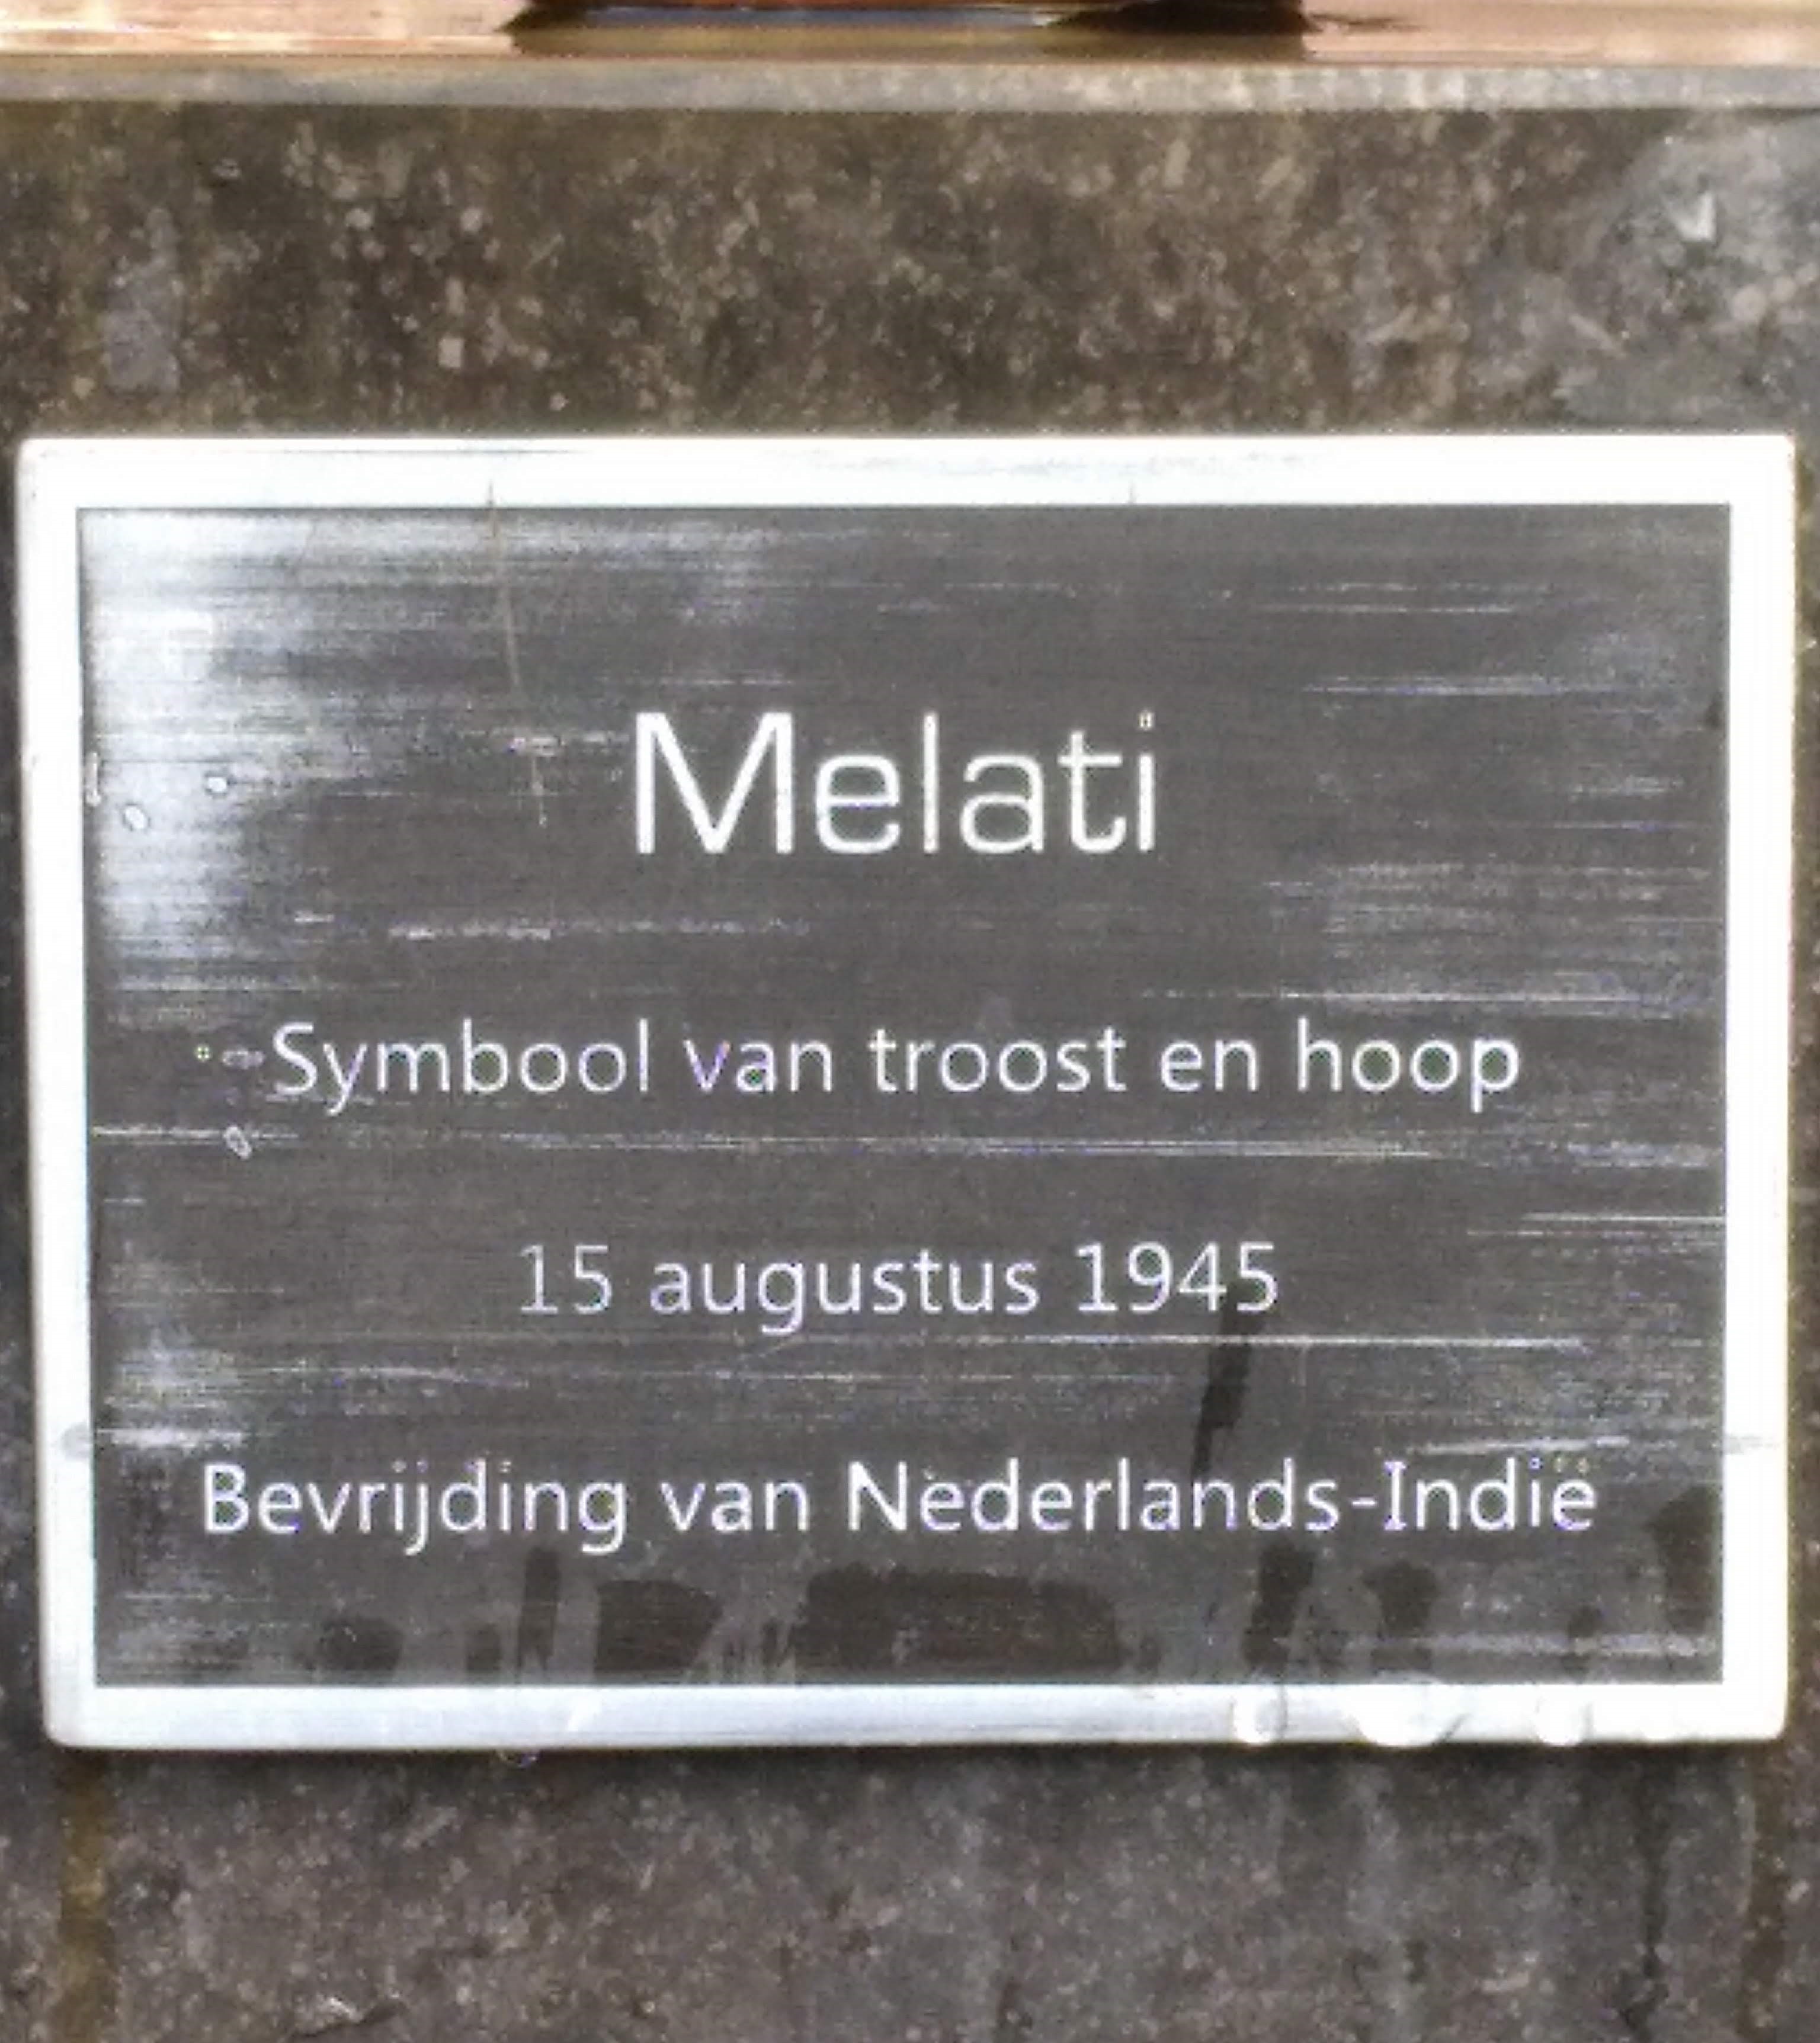 Melati
Symbool van troost en hoop
15 augustus 1945
Bevrijding van Nederlands-Indië